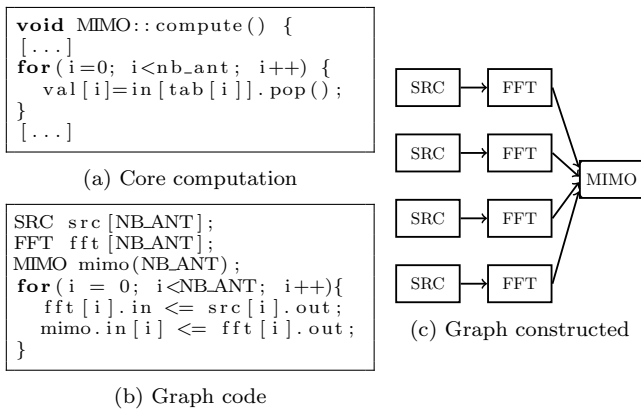 void MIMO::compute() {
[...]
for(i=0; i<nb_ant; i++) {
val[i]=in[tab[i]].pop();
}
[...]
(a) Core computation
SRC src[NB_ANT];
FFT fft[NB_ANT];
MIMO mimo(NB_ANT);
for(i = 0; i<NB_ANT; i++){
fft[i].in <= src[i].out;
mimo.in[i] <= fft[i].out;
}
(b) Graph code
SRC FFT
SRC FFT
MIMO
SRC FFT
SRC FFT
(c) Graph constructed